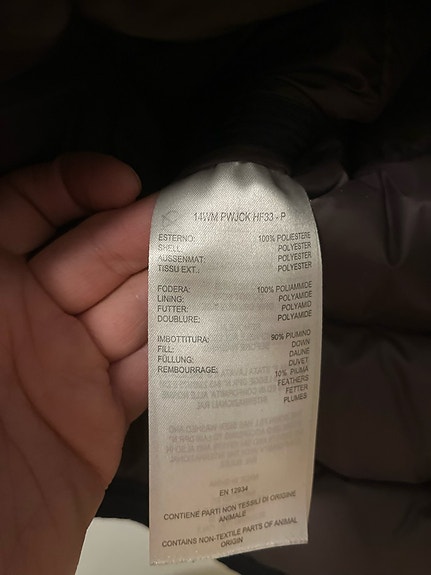 14WM PWJCK HF33 - P
ESTERNO: 100% POLIESTERE
SHELL: POLYESTER
AUSSENMAT: POLYESTER
TISSU EXT.: POLYESTER
FODERA: 100% POLIAMMIDE
LINING: POLYAMIDE
FUTTER: POLYAMID
DOUBLURE: POLYAMIDE
IMBOTTITURA: 90% PIUMINO
FILL: DOWN
FÜLLUNG: DAUNE
REMBOURRAGE: DUVET
10% PIUMA
FEATHERS
FETTER
PLUMES
EN 12934
CONTIENE PARTI NON TESSILI DI ORIGINE
ANIMALE
CONTAINS NON-TEXTILE PARTS OF ANIMAL
ORIGIN